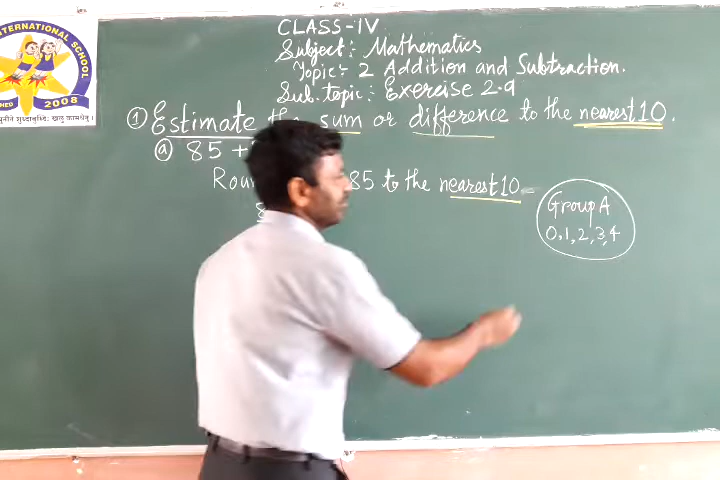 INTERNATIONAL SCHOOL
2008
CLASS-IV
Subject:- Mathematics
Topic:- 2 Addition and Subtraction.
Sub. topic:- Exercise 2.9
① Estimate the sum or difference to the nearest 10.
ⓐ 85 +
85 to the nearest 10
Group A
0,1,2,3,4